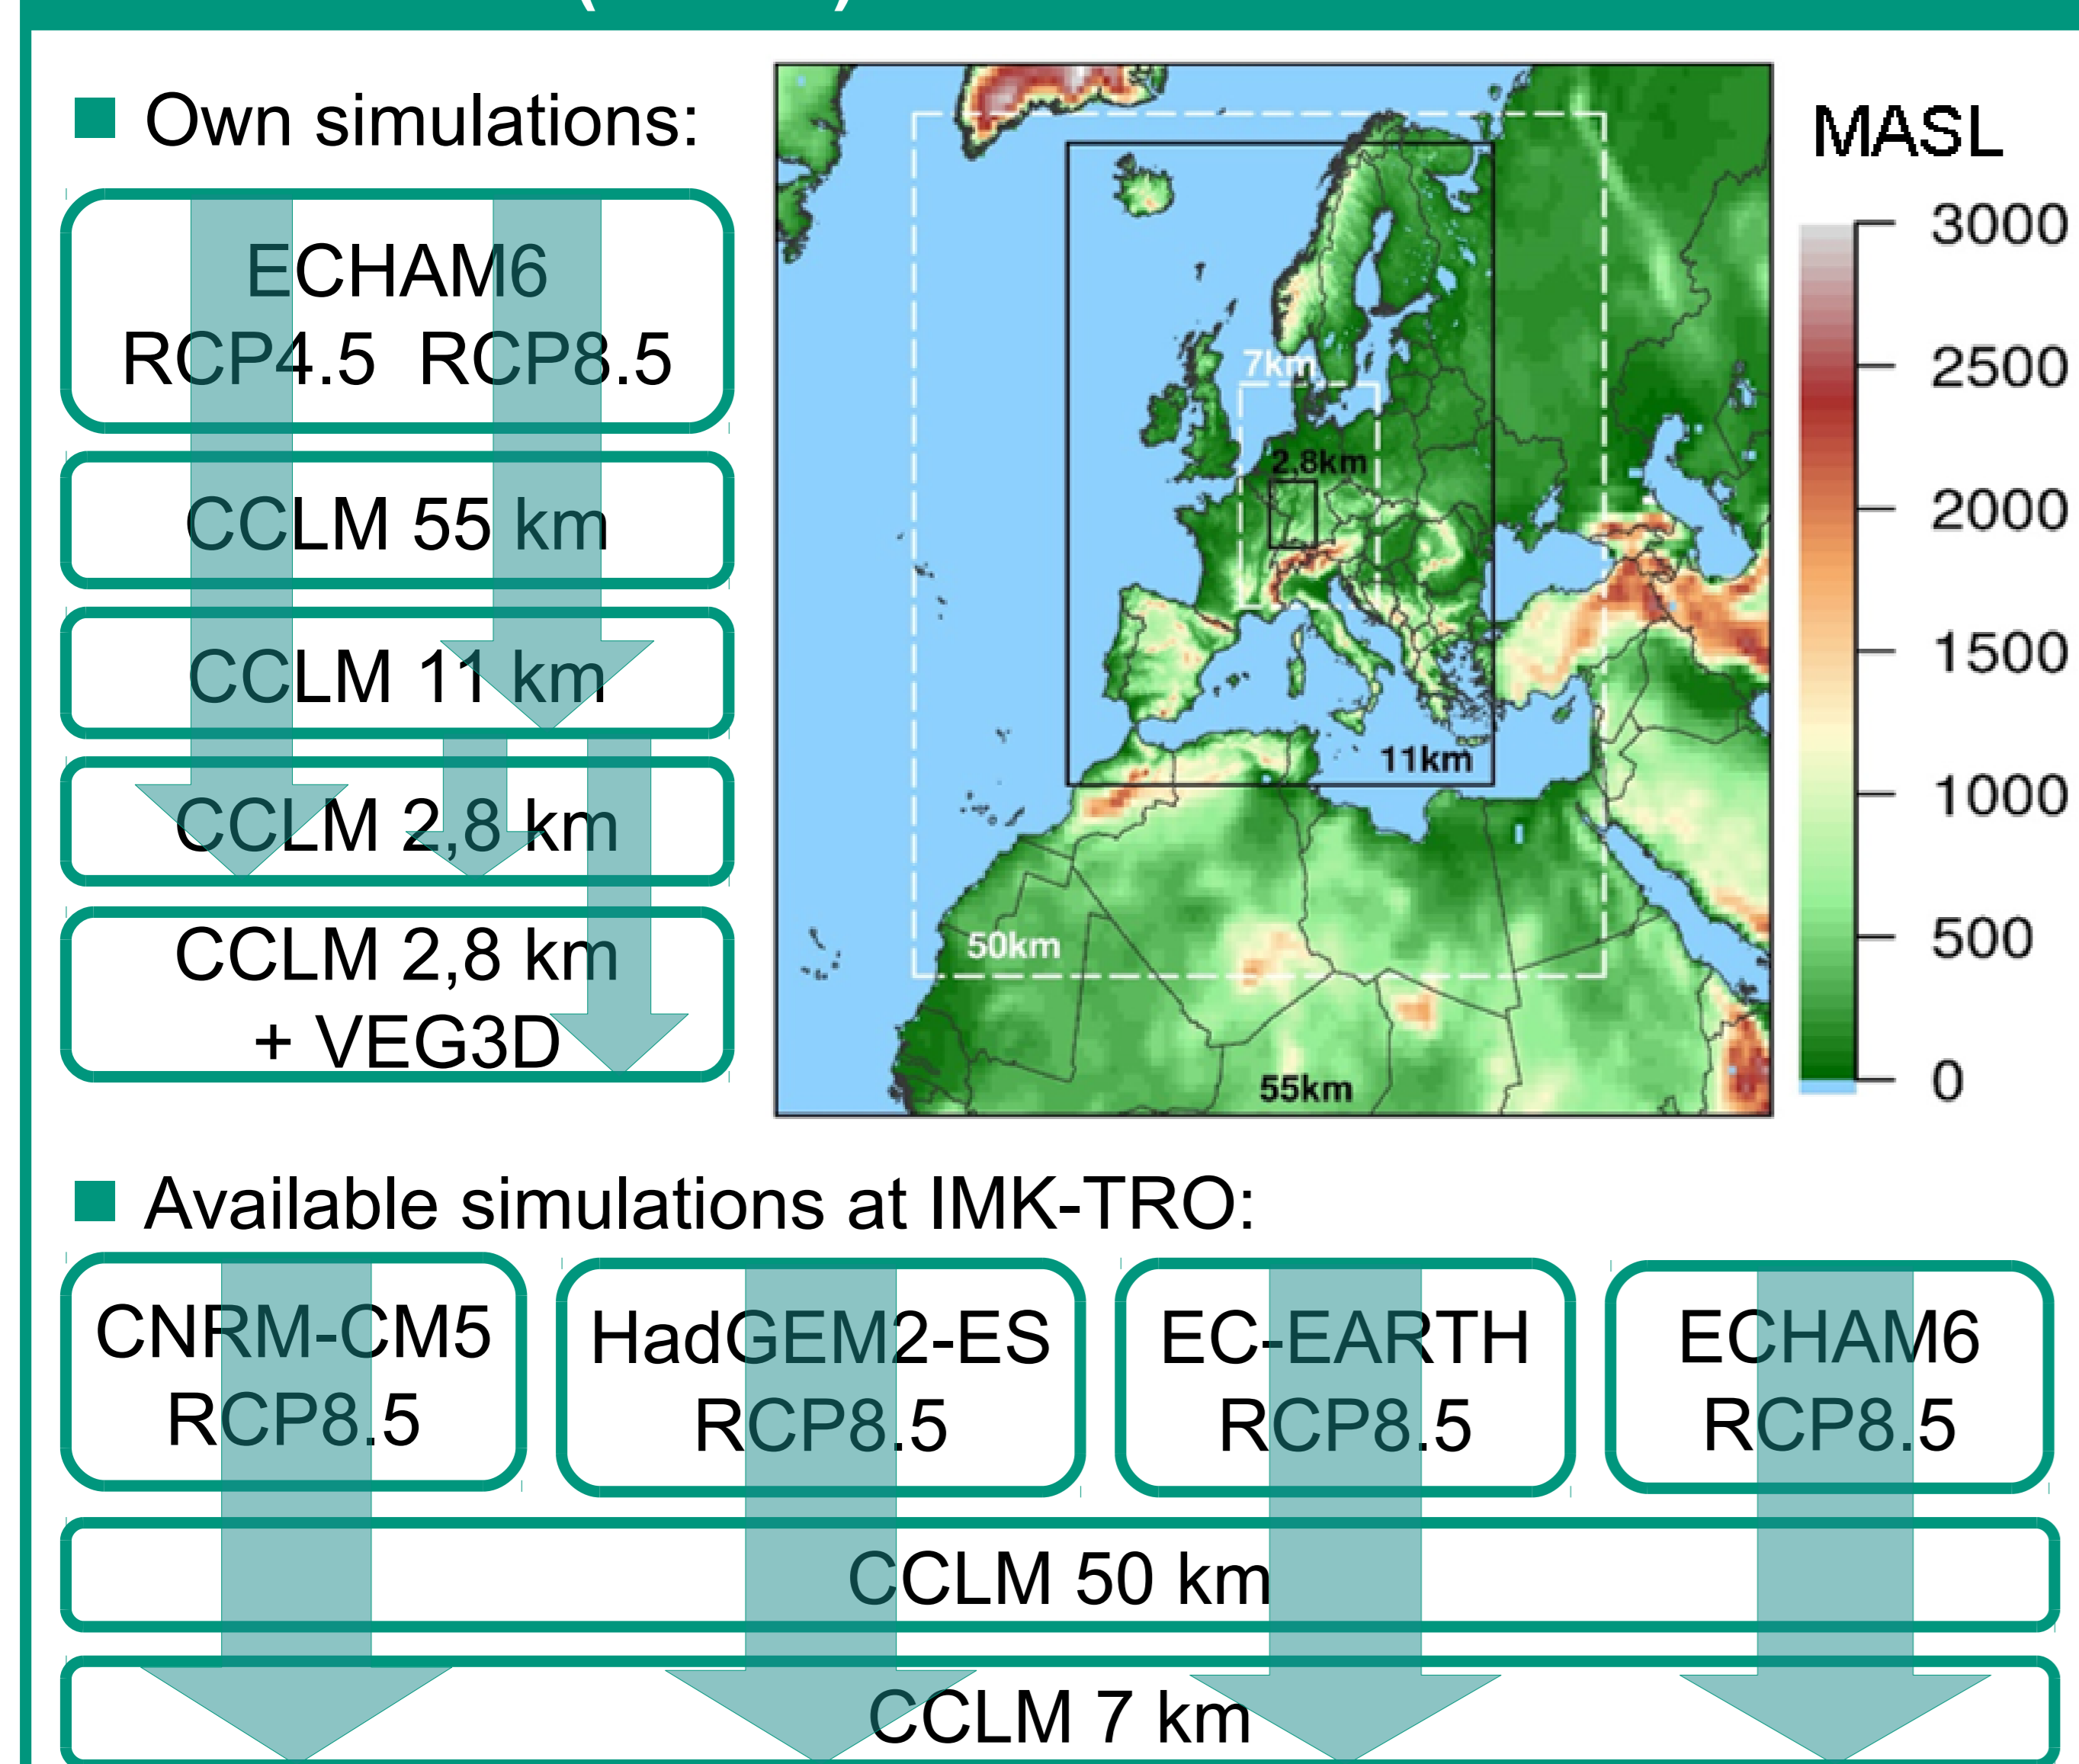 Own simulations:
ECHAM6
RCP4.5 RCP8.5
CCLM 55 km
CCLM 11 km
CCLM 2,8 km
CCLM 2,8 km
+ VEG3D
7km
2,8km
11km
50km
55km
MASL
3000
2500
2000
1500
1000
500
0
Available simulations at IMK-TRO:
CNRM-CM5
RCP8.5
HadGEM2-ES
RCP8.5
EC-EARTH
RCP8.5
ECHAM6
RCP8.5
CCLM 50 km
CCLM 7 km